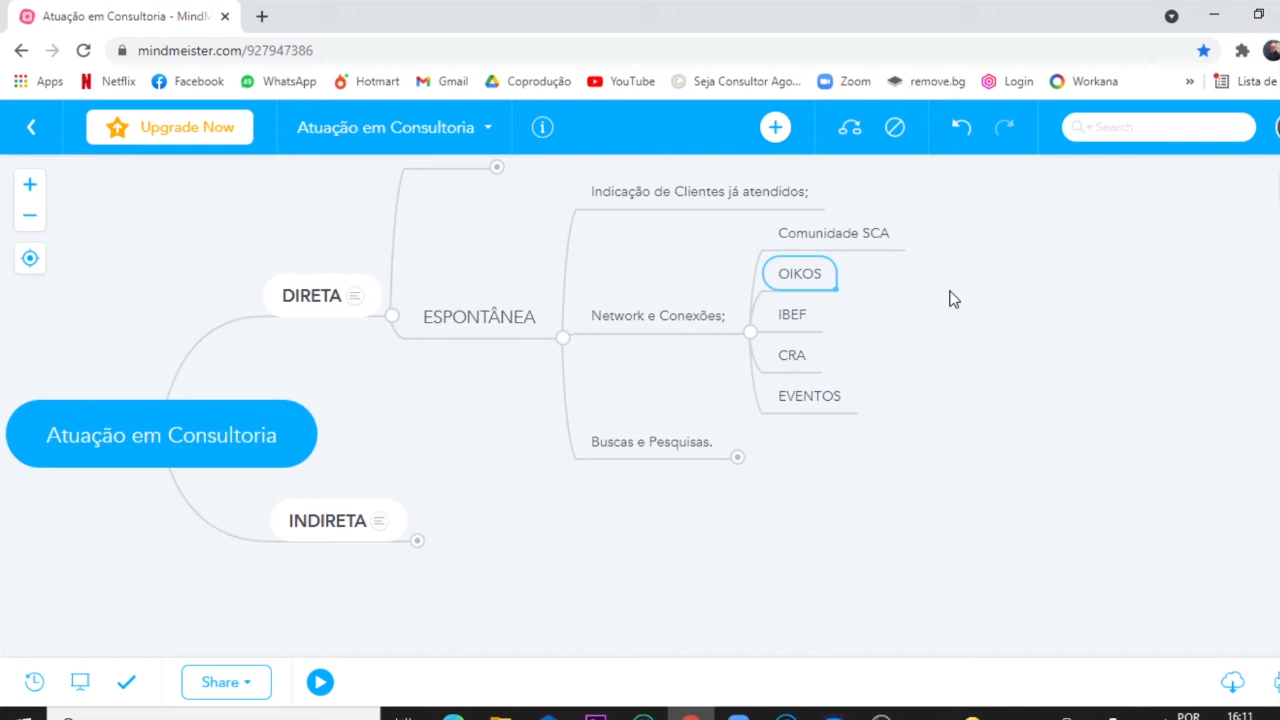 Atuação em Consultoria - MindM
mindmeister.com/927947386
Apps Netflix Facebook WhatsApp Hotmart Gmail Coprodução YouTube Seja Consultor Ago... Zoom remove.bg Login Workana » Lista de
Upgrade Now Atuação em Consultoria Search
Indicação de Clientes já atendidos;
Comunidade SCA
OIKOS
DIRETA
ESPONTÂNEA
Network e Conexões;
IBEF
CRA
EVENTOS
Atuação em Consultoria
Buscas e Pesquisas.
INDIRETA
Share
POR
16:11